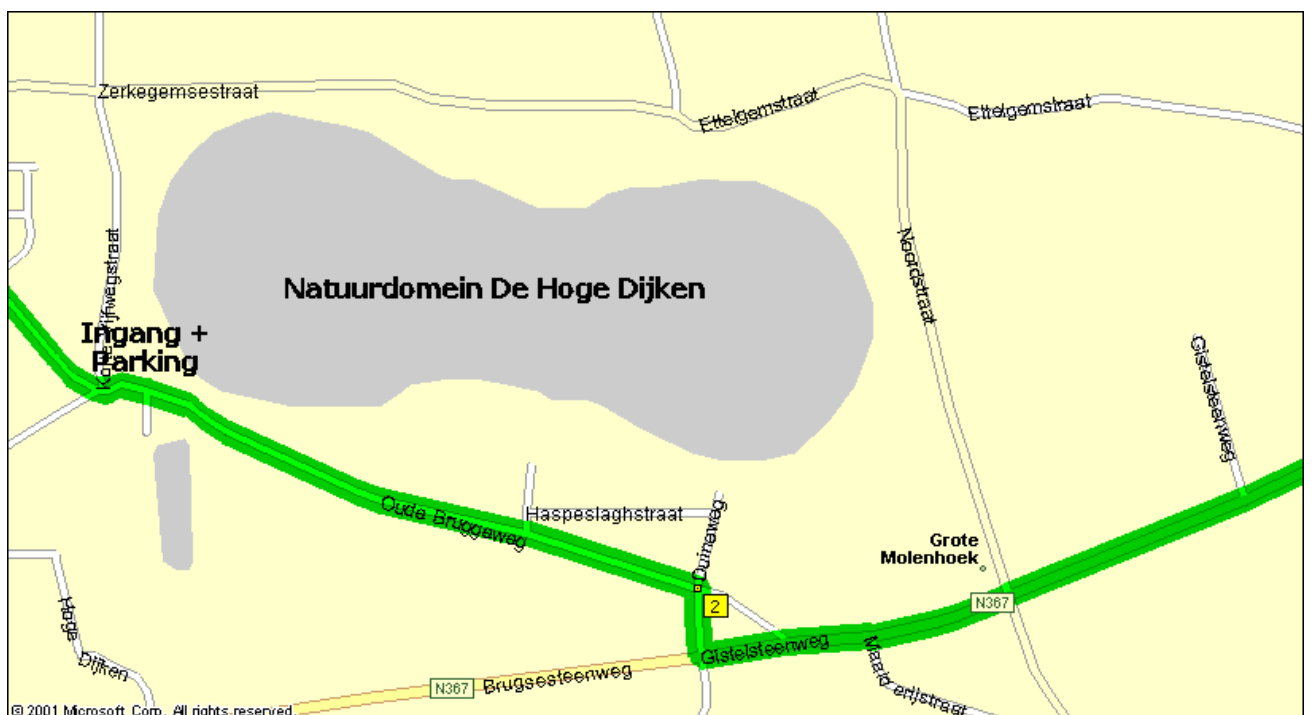 Zerkegemsestraat
Ettelgemstraat
Ettelgemstraat
Noordstraat
Natuurdomein De Hoge Dijken
Ingang +
Parking
Gistelsteenweg
Oude Bruggeweg
Haspeslaghstraat
Duinaweg
Grote
Molenhoek
2
N367
Gistelsteenweg
Hoge
Dijken
N367
Brugsesteenweg
© 2001 Microsoft Corp. All rights reserved.